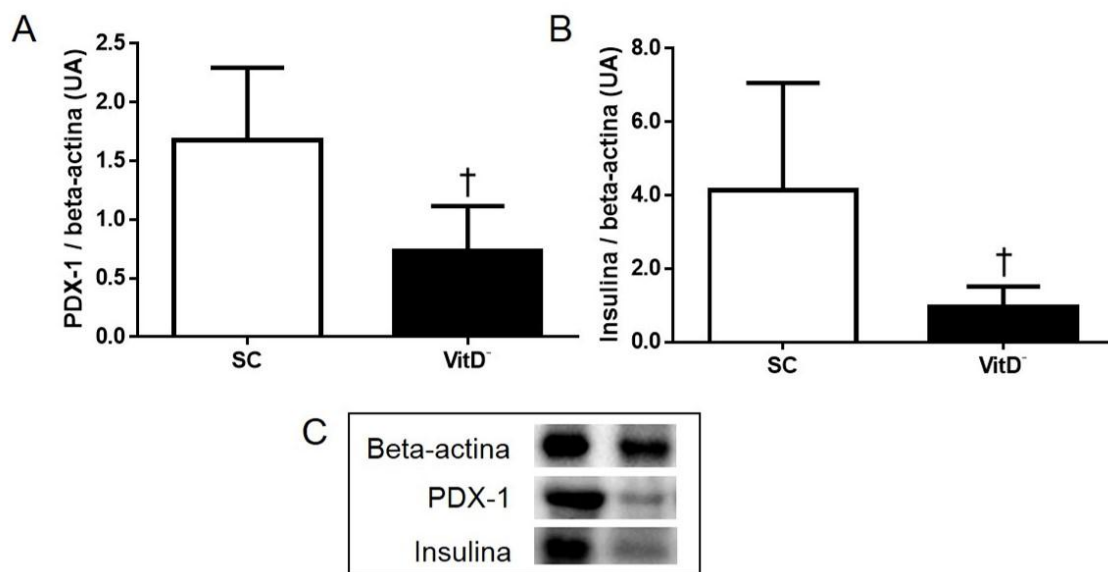 A
PDX-1 / beta-actina (UA)
2.5
2.0
1.5
1.0
0.5
0.0
†
SC
VitD⁻
B
Insulina / beta-actina (UA)
8.0
6.0
4.0
2.0
0.0
†
SC
VitD⁻
C
Beta-actina
PDX-1
Insulina